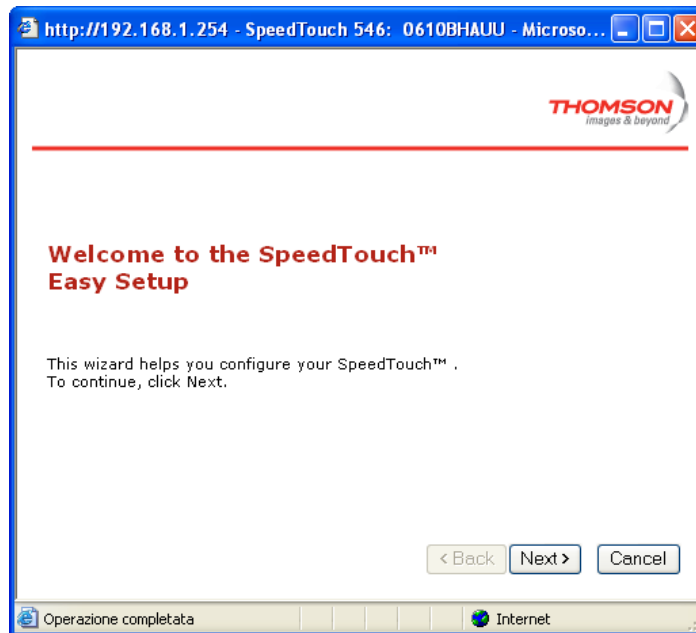 http://192.168.1.254 - SpeedTouch 546: 0610BHAUU - Microso...
THOMSON
images & beyond
Welcome to the SpeedTouch™
Easy Setup
This wizard helps you configure your SpeedTouch™ .
To continue, click Next.
< Back Next > Cancel
Operazione completata Internet